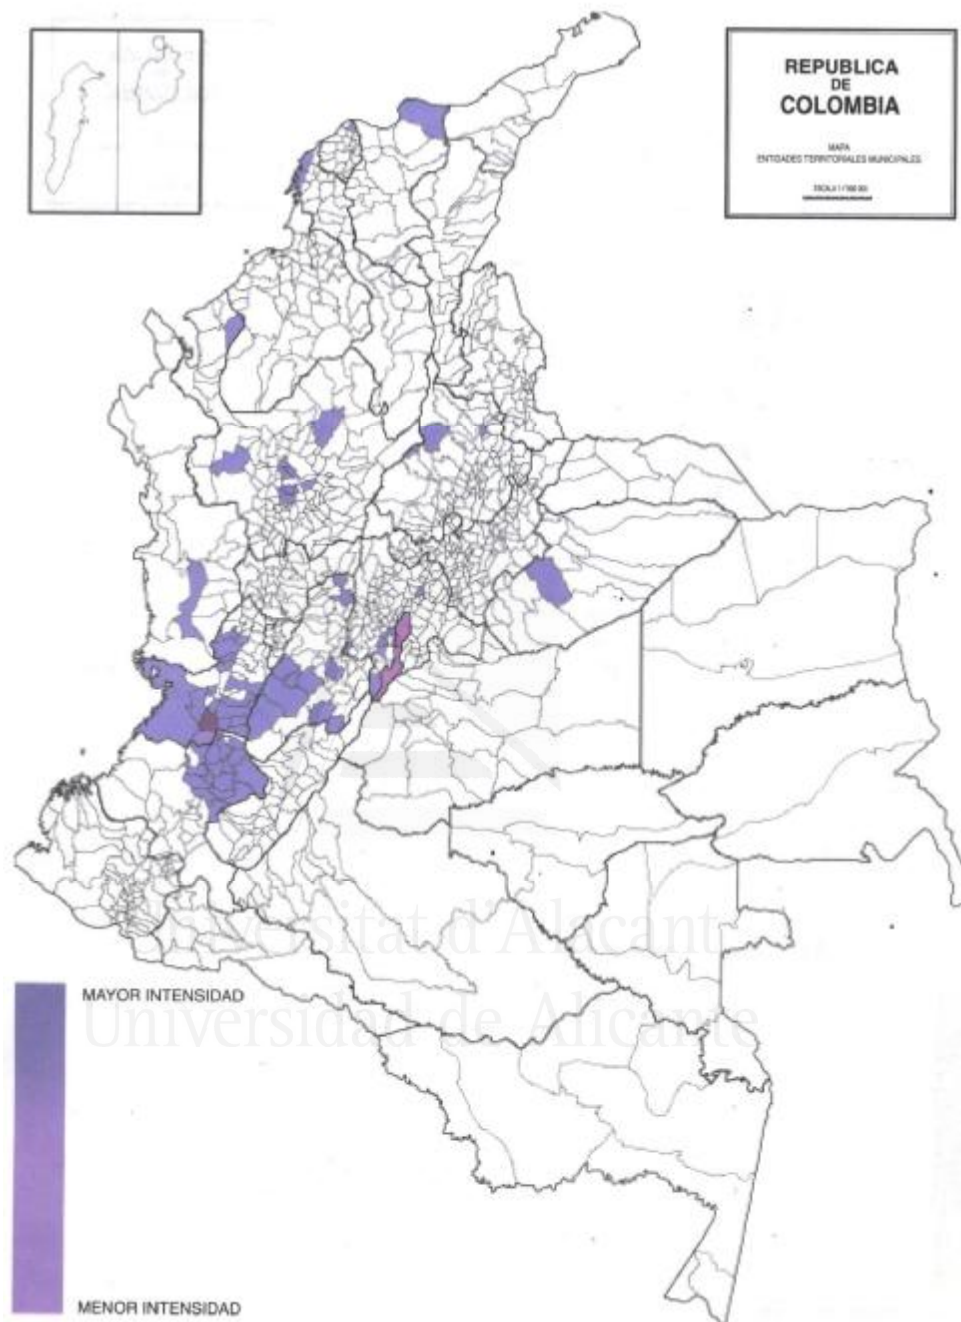 REPUBLICA
DE
COLOMBIA
MAPA
ENTIDADES TERRITORIALES MUNICIPALES
MAYOR INTENSIDAD
Universitat d'Alacant
Universidad de Alicante
MENOR INTENSIDAD